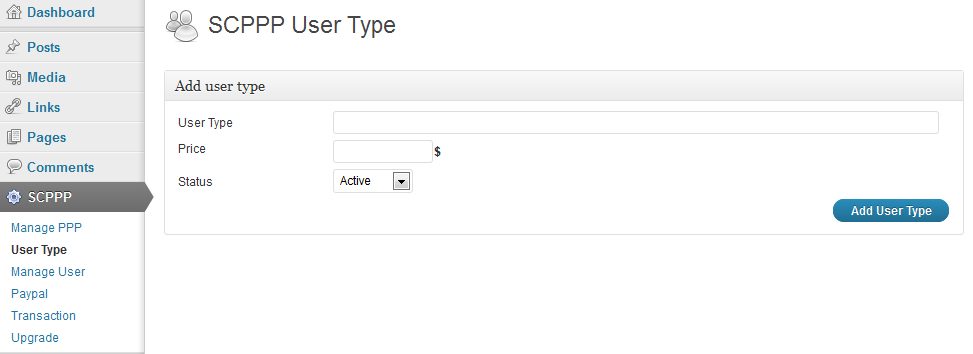 Dashboard
Posts
Media
Links
Pages
Comments
SCPPP
Manage PPP
User Type
Manage User
Paypal
Transaction
Upgrade
SCPPP User Type
Add user type
User Type
Price
$
Status
Active
Add User Type